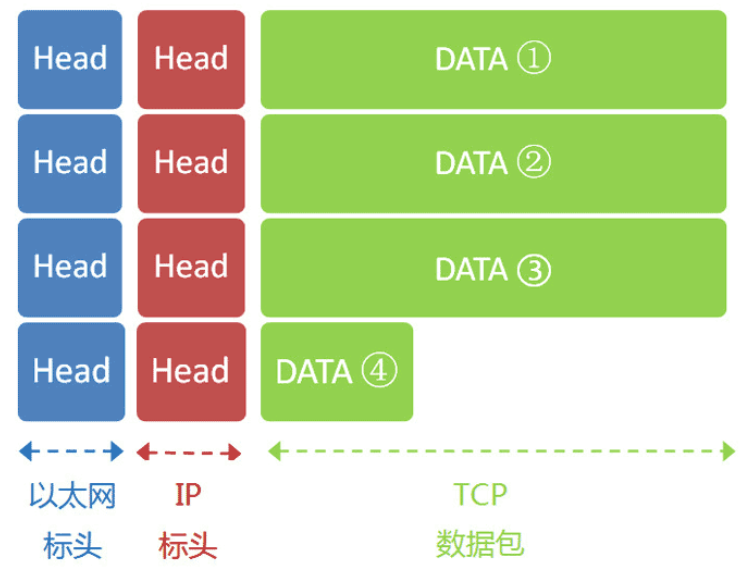 Head Head DATA ①
Head Head DATA ②
Head Head DATA ③
Head Head DATA ④
以太网 IP TCP
标头 标头 数据包